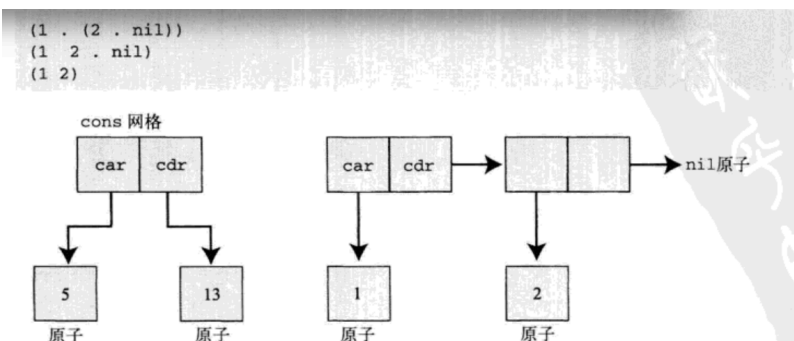 (1 . (2 . nil))
(1 2 . nil)
(1 2)
cons 网格
car cdr
car cdr
nil原子
5
13
1
2
原子
原子
原子
原子